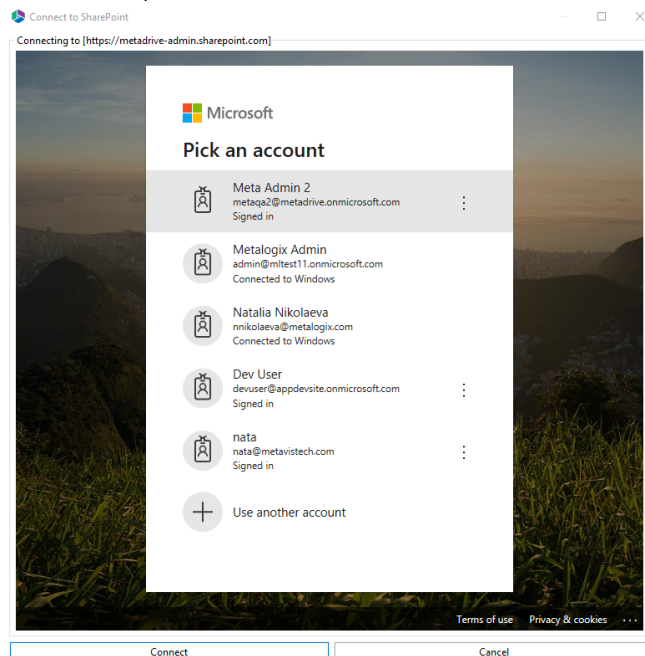 Connect to SharePoint
Connecting to [https://metadrive-admin.sharepoint.com]
Microsoft
Pick an account
Meta Admin 2
metaqa2@metadrive.onmicrosoft.com
Signed in
Metalogix Admin
admin@mltest11.onmicrosoft.com
Connected to Windows
Natalia Nikolaeva
nnikolaeva@metalogix.com
Connected to Windows
Dev User
devuser@appdevsite.onmicrosoft.com
Signed in
nata
nata@metavistech.com
Signed in
Use another account
Terms of use Privacy & cookies ...
Connect Cancel